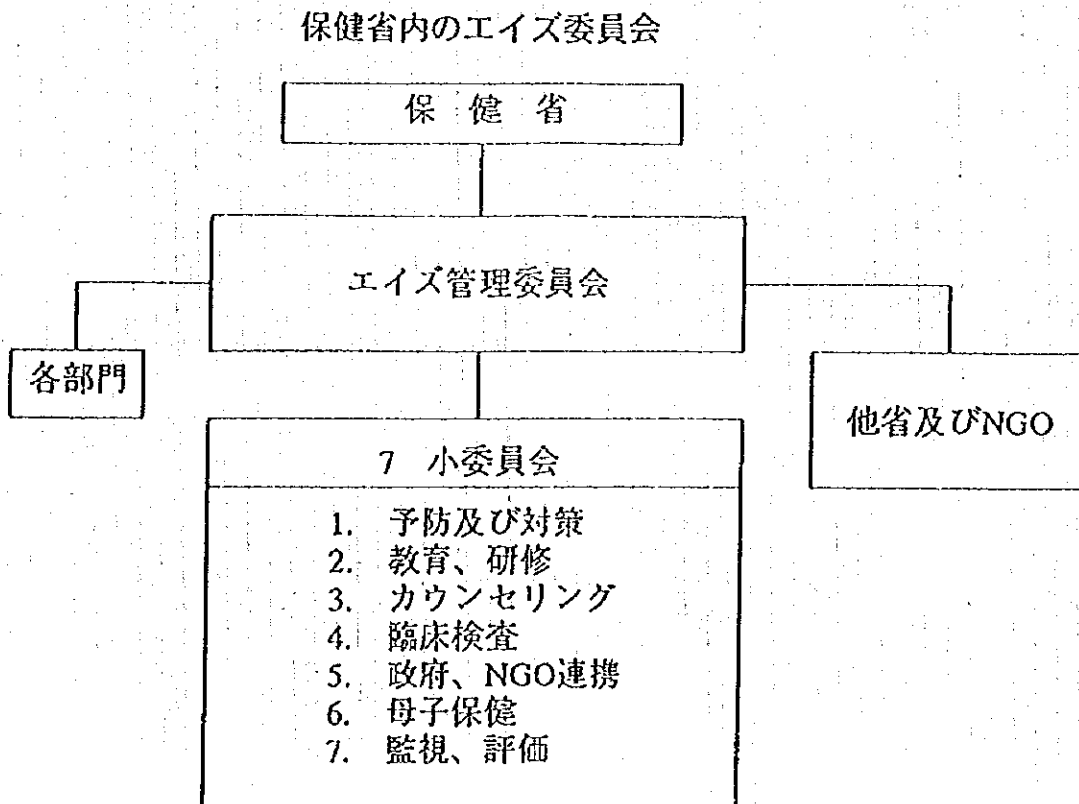 保健省内のエイズ委員会
保 健 省
エイズ管理委員会
各部門
他省及びNGO
7 小委員会
1. 予防及び対策
2. 教育、研修
3. カウンセリング
4. 臨床検査
5. 政府、NGO連携
6. 母子保健
7. 監視、評価